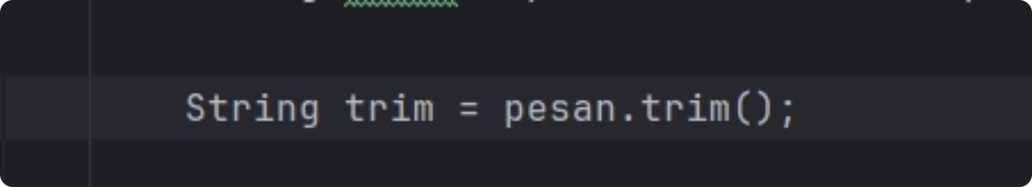 String trim = pesan.trim();